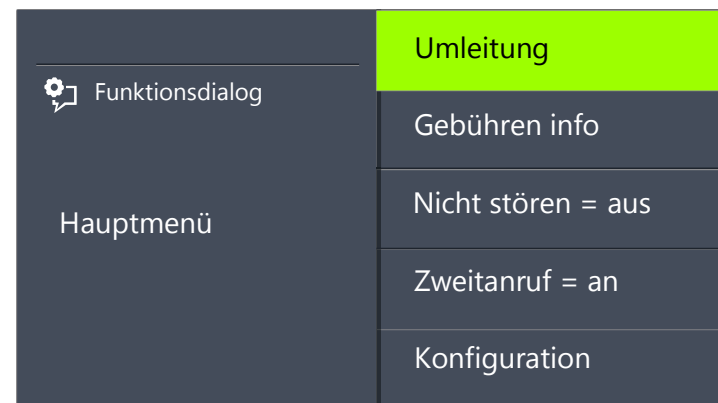 Funktionsdialog
Hauptmenü
Umleitung
Gebühren info
Nicht stören = aus
Zweitanruf = an
Konfiguration